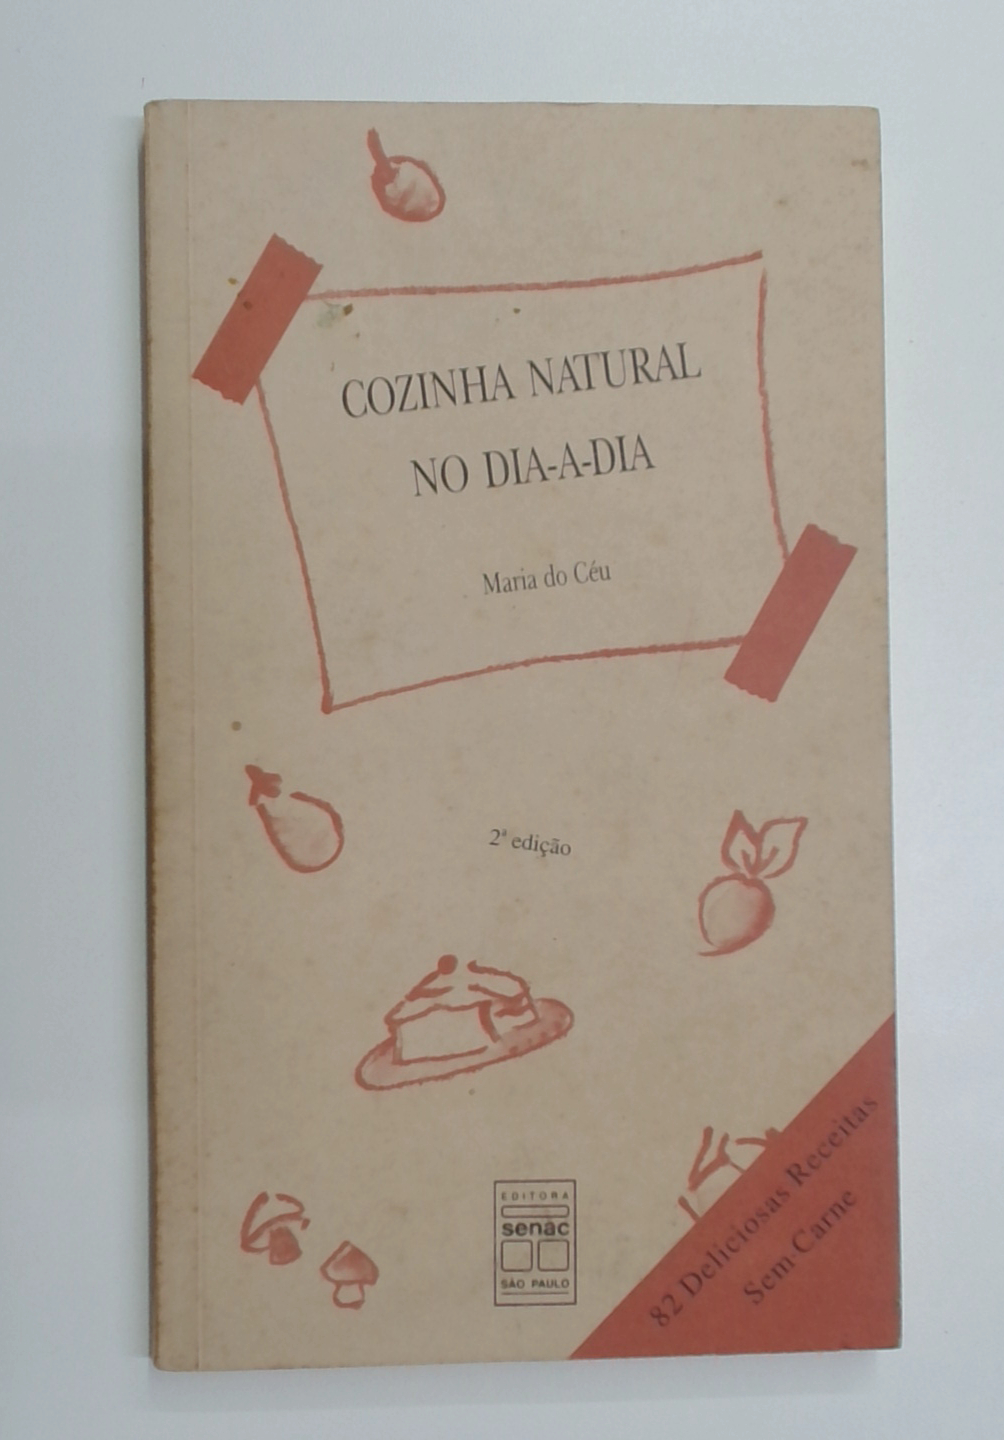 COZINHA NATURAL
NO DIA-A-DIA
Maria do Céu
2ª edição
EDITORA
senac
SÃO PAULO
82 Deliciosas Receitas
Sem Carne